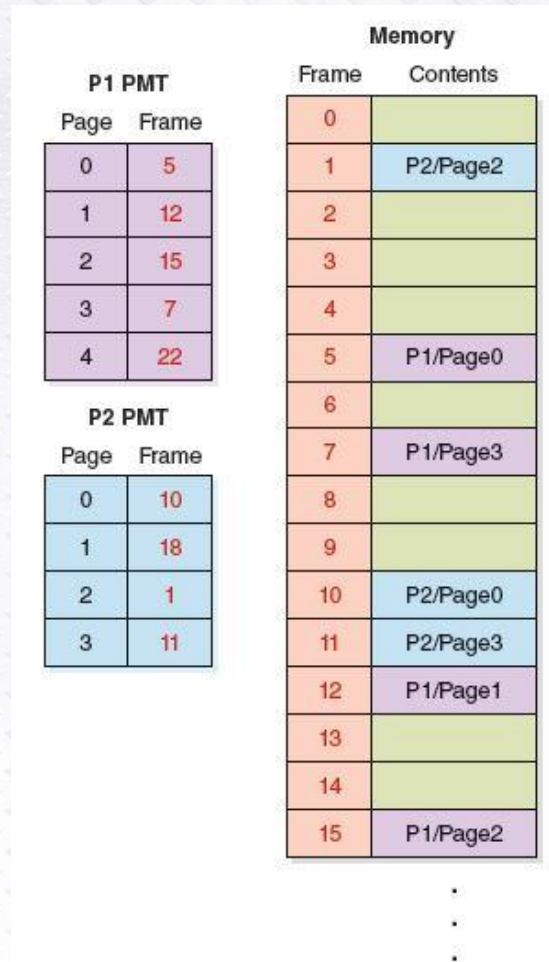 P1 PMT
Page Frame
0 5
1 12
2 15
3 7
4 22
P2 PMT
Page Frame
0 10
1 18
2 1
3 11
Memory
Frame Contents
0
1 P2/Page2
2
3
4
5 P1/Page0
6
7 P1/Page3
8
9
10 P2/Page0
11 P2/Page3
12 P1/Page1
13
14
15 P1/Page2
.
.
.